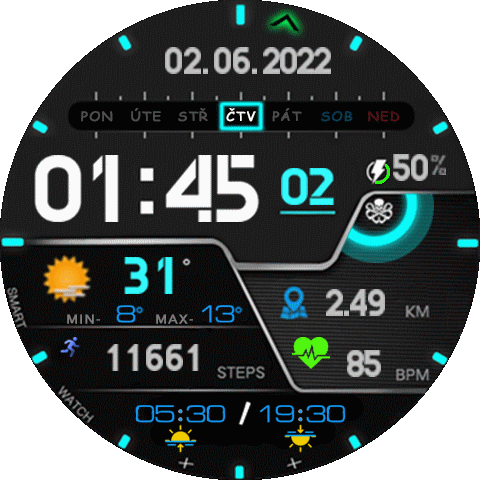 02.06.2022
PON ÚTE STŘ ČTV PÁT SOB NED
01:45 02 50%
31°
MIN- 8° MAX- 13°
2.49 KM
11661 STEPS
85 BPM
SMART
WATCH
05:30 / 19:30